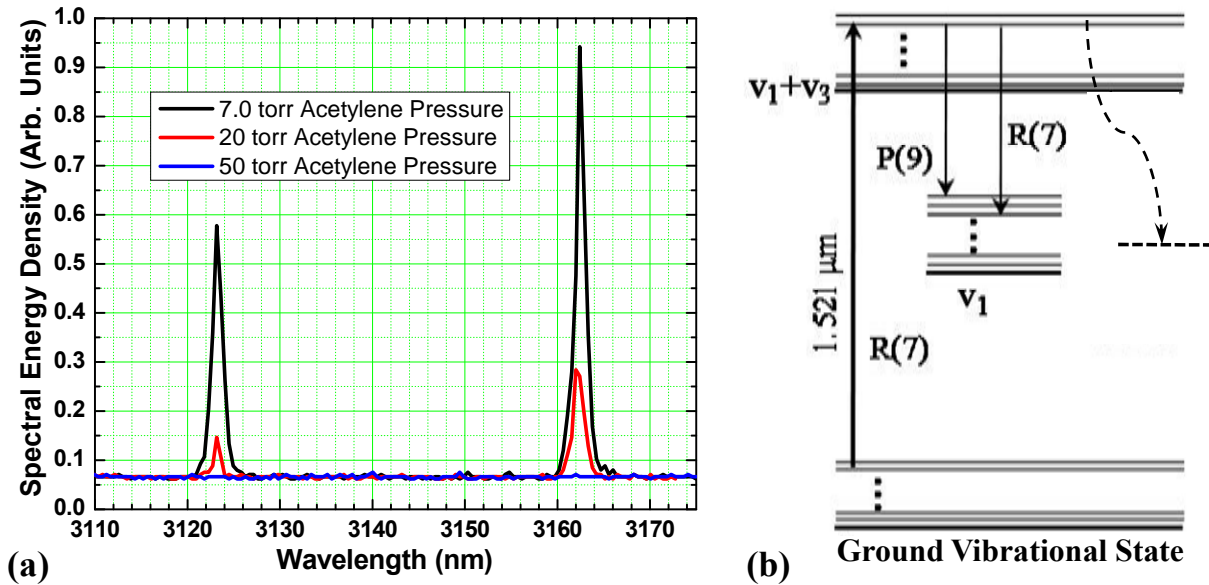 Spectral Energy Density (Arb. Units)
1.0
0.9
0.8
0.7
0.6
0.5
0.4
0.3
0.2
0.1
0.0
7.0 torr Acetylene Pressure
20 torr Acetylene Pressure
50 torr Acetylene Pressure
3110 3120 3130 3140 3150 3160 3170
Wavelength (nm)
(a)
v₁+v₃
R(7)
P(9)
v₁
1.521 μm
R(7)
Ground Vibrational State
(b)